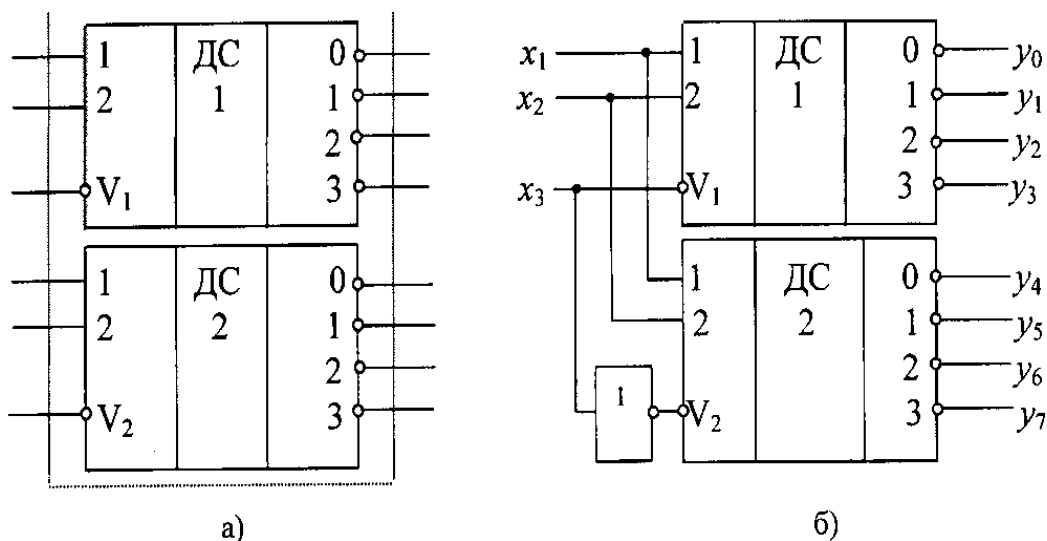 1 ДС 0
1 1
2 2
V₁ 3
1 ДС 0
2 2 1
2
V₂ 3
а)
x₁ 1 ДС 0 y₀
x₂ 2 1 1 y₁
2 y₂
x₃ V₁ 3 y₃
1 ДС 0 y₄
2 2 1 y₅
2 y₆
1 V₂ 3 y₇
б)